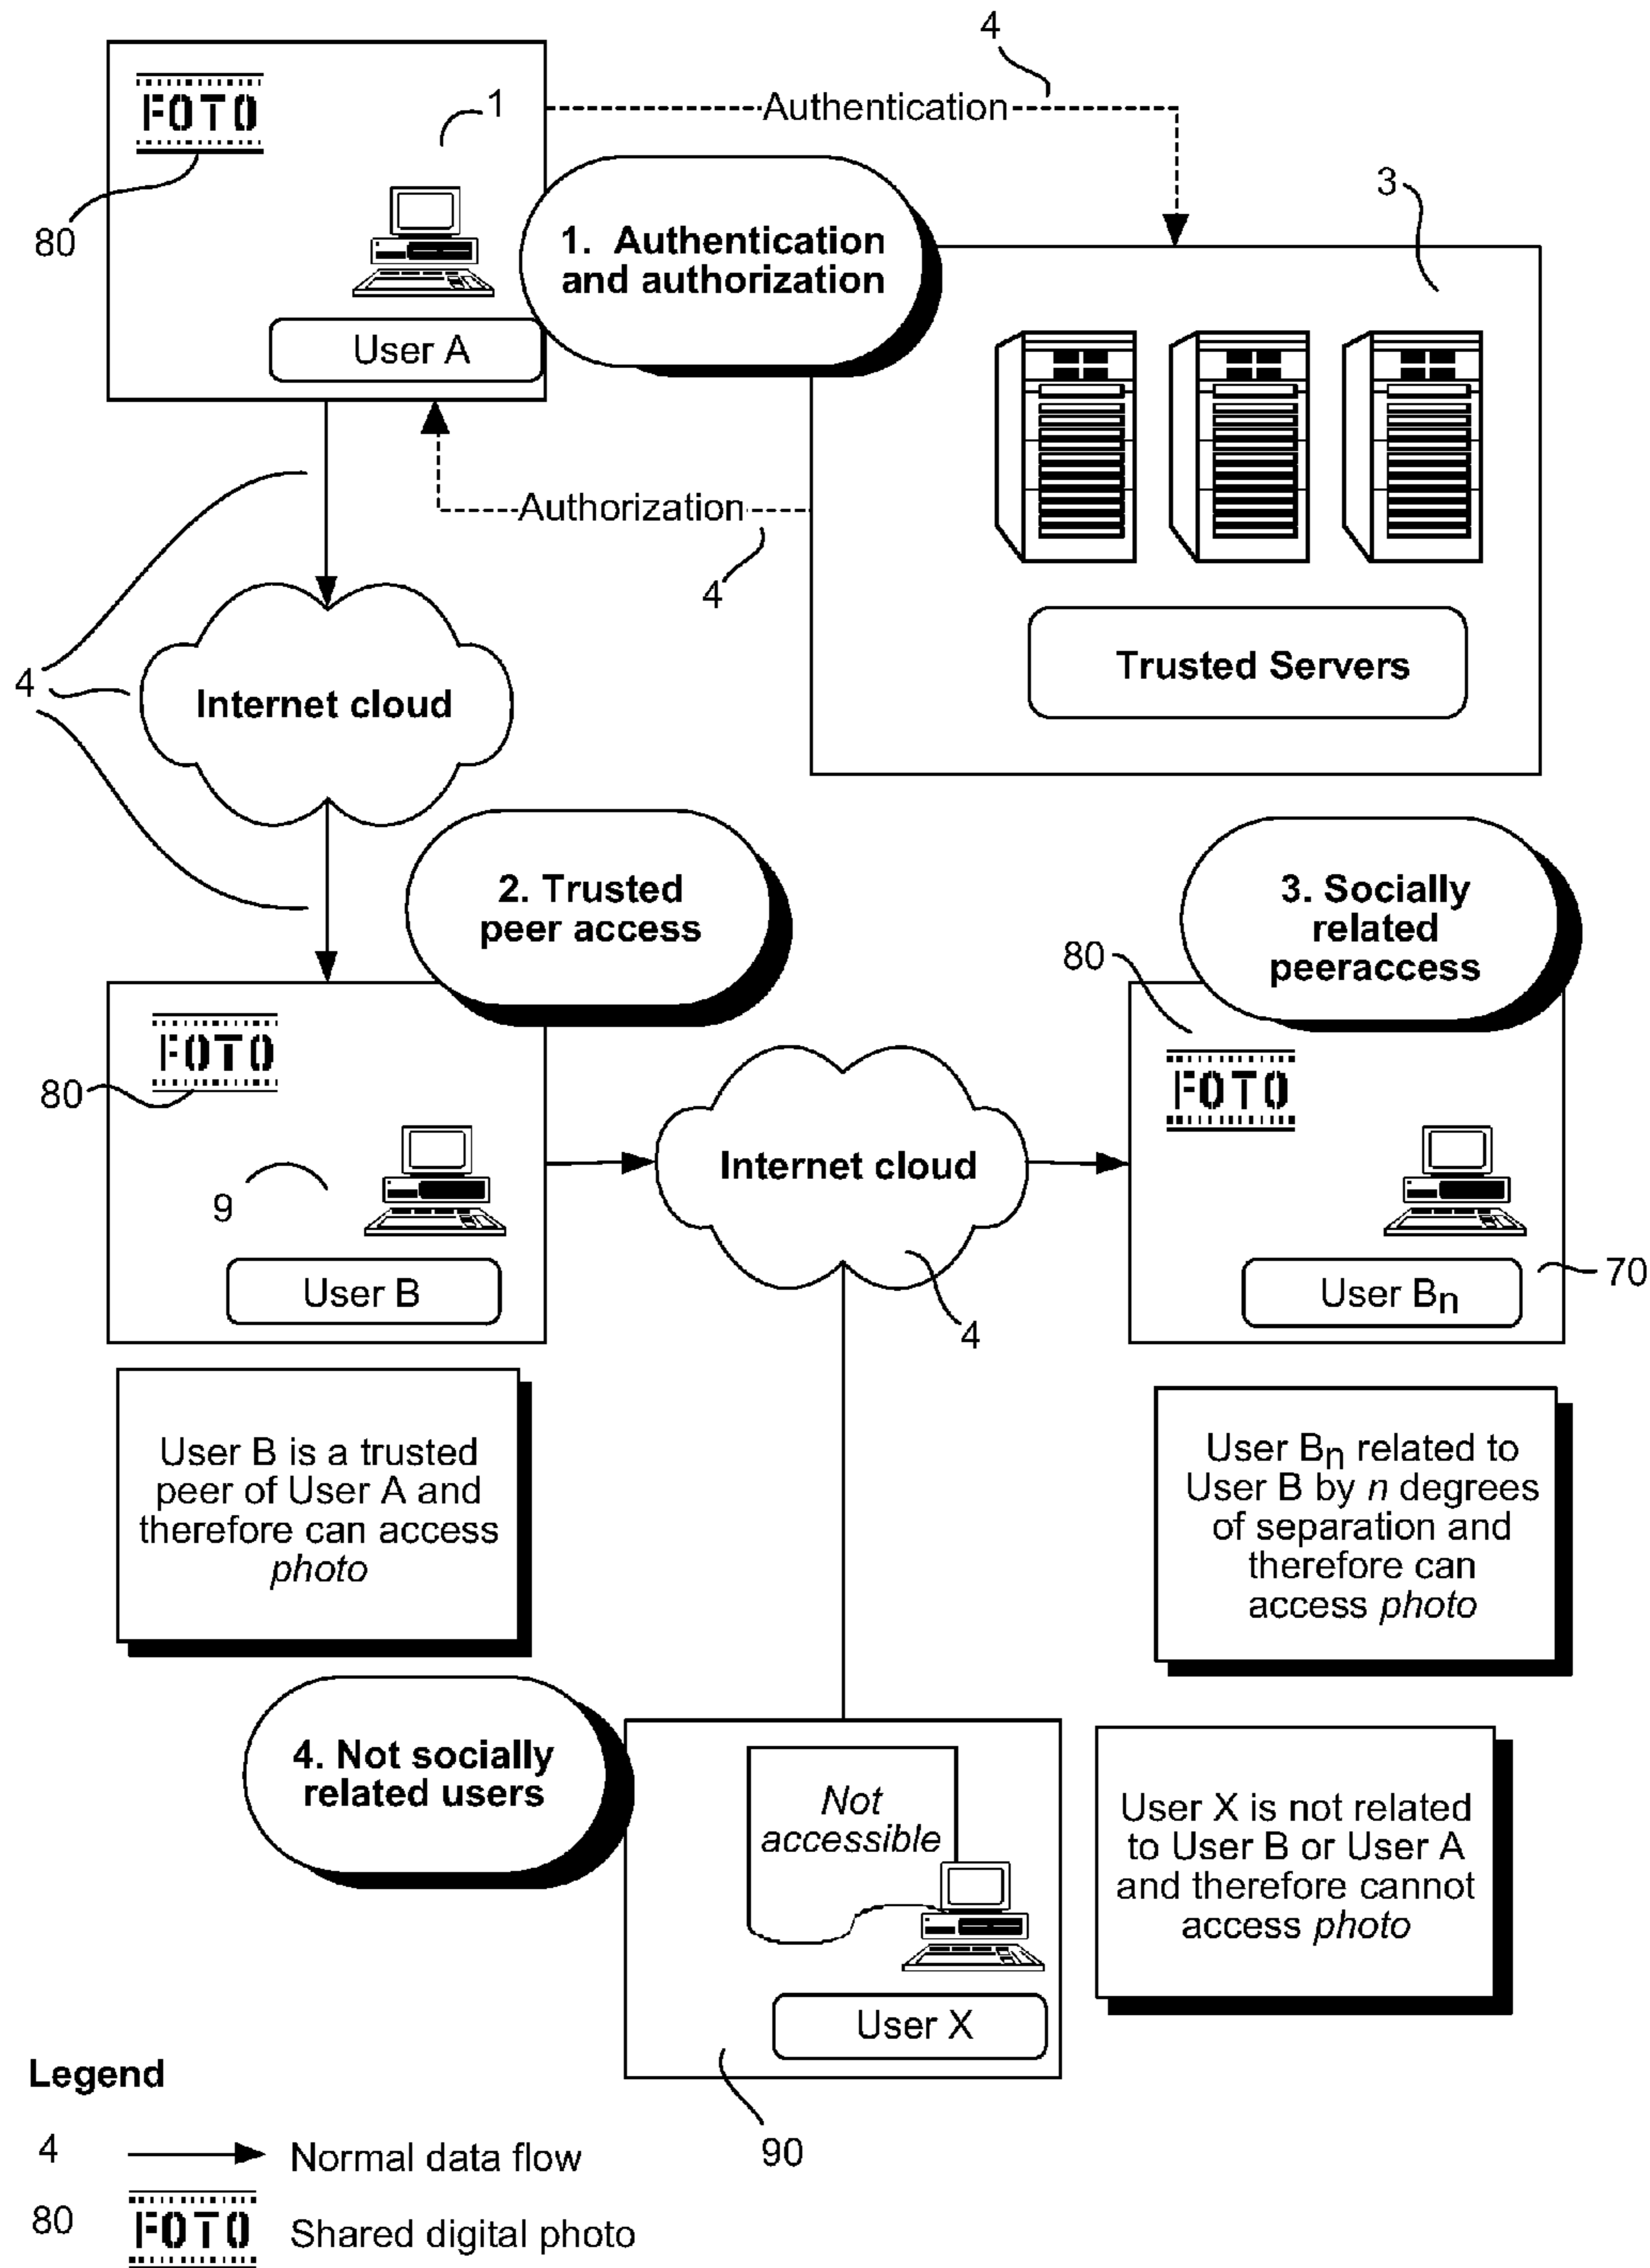 4
Authentication
FOTO
1
80
3
1. Authentication
and authorization
User A
Authorization
4
4
Internet cloud
Trusted Servers
2. Trusted
peer access
3. Socially
related
peeraccess
80
FOTO
80
FOTO
9
Internet cloud
User B
User Bn
70
4
User B is a trusted
peer of User A and
therefore can access
photo
User Bn related to
User B by n degrees
of separation and
therefore can
access photo
4. Not socially
related users
Not
accessible
User X is not related
to User B or User A
and therefore cannot
access photo
User X
90
Legend
4 Normal data flow
80 FOTO Shared digital photo